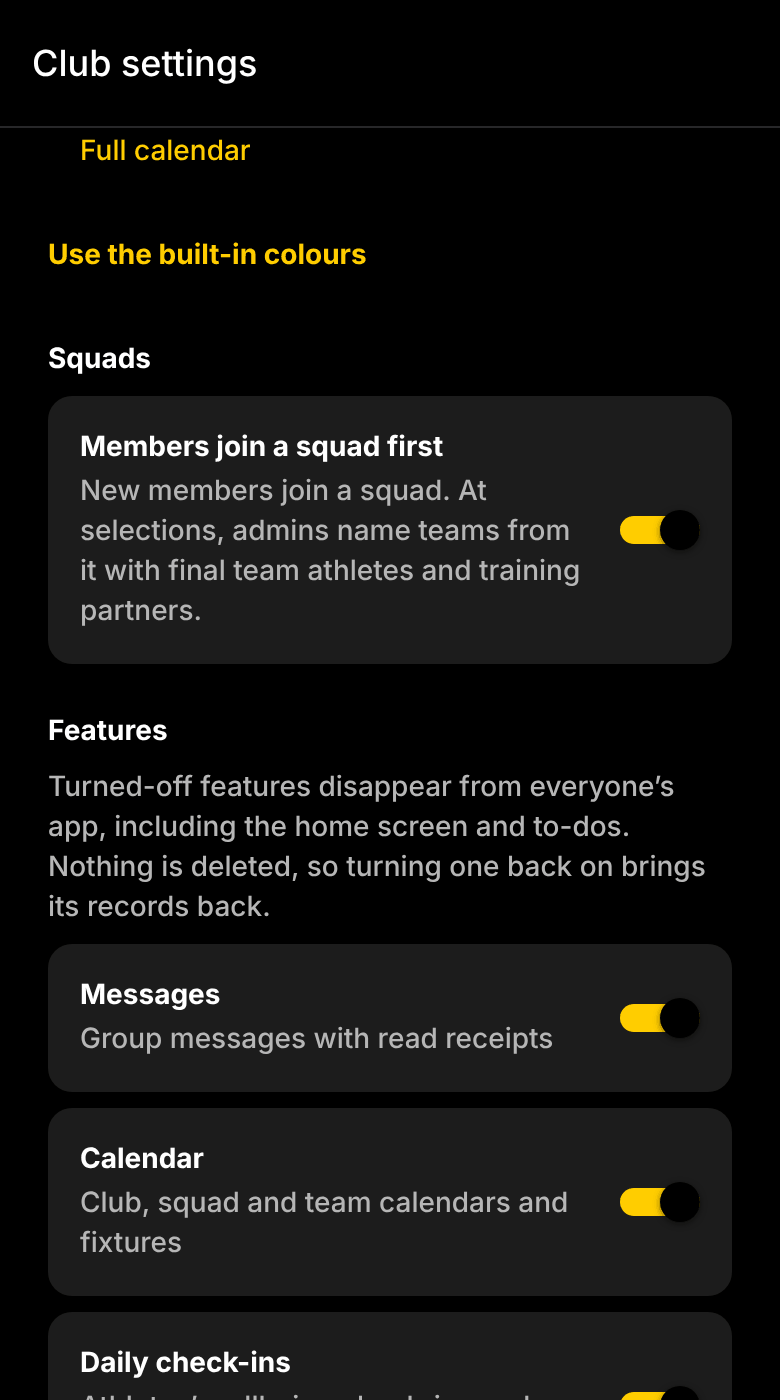 Club settings
Full calendar
Use the built-in colours
Squads
Members join a squad first
New members join a squad. At
selections, admins name teams from
it with final team athletes and training
partners.
Features
Turned-off features disappear from everyone’s
app, including the home screen and to-dos.
Nothing is deleted, so turning one back on brings
its records back.
Messages
Group messages with read receipts
Calendar
Club, squad and team calendars and
fixtures
Daily check-ins